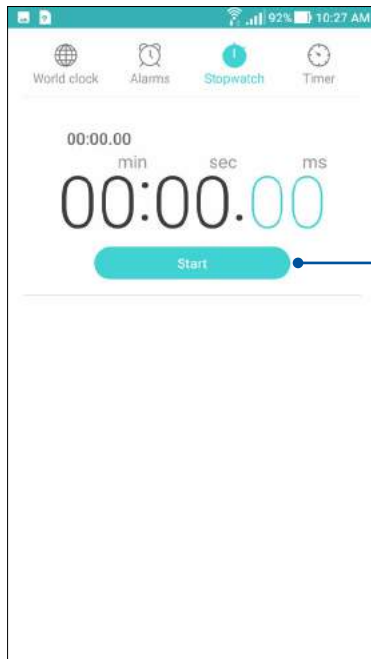 92% 10:27 AM
World clock Alarms Stopwatch Timer
00:00.00
min sec ms
00:00.00
Start